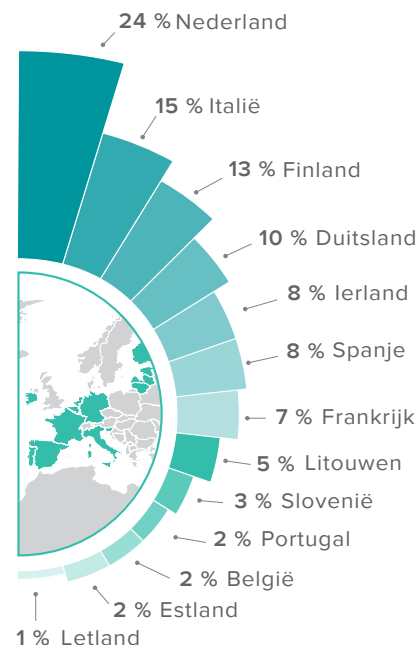 24 % Nederland
15 % Italië
13 % Finland
10 % Duitsland
8 % Ierland
8 % Spanje
7 % Frankrijk
5 % Litouwen
3 % Slovenië
2 % Portugal
2 % België
2 % Estland
1 % Letland